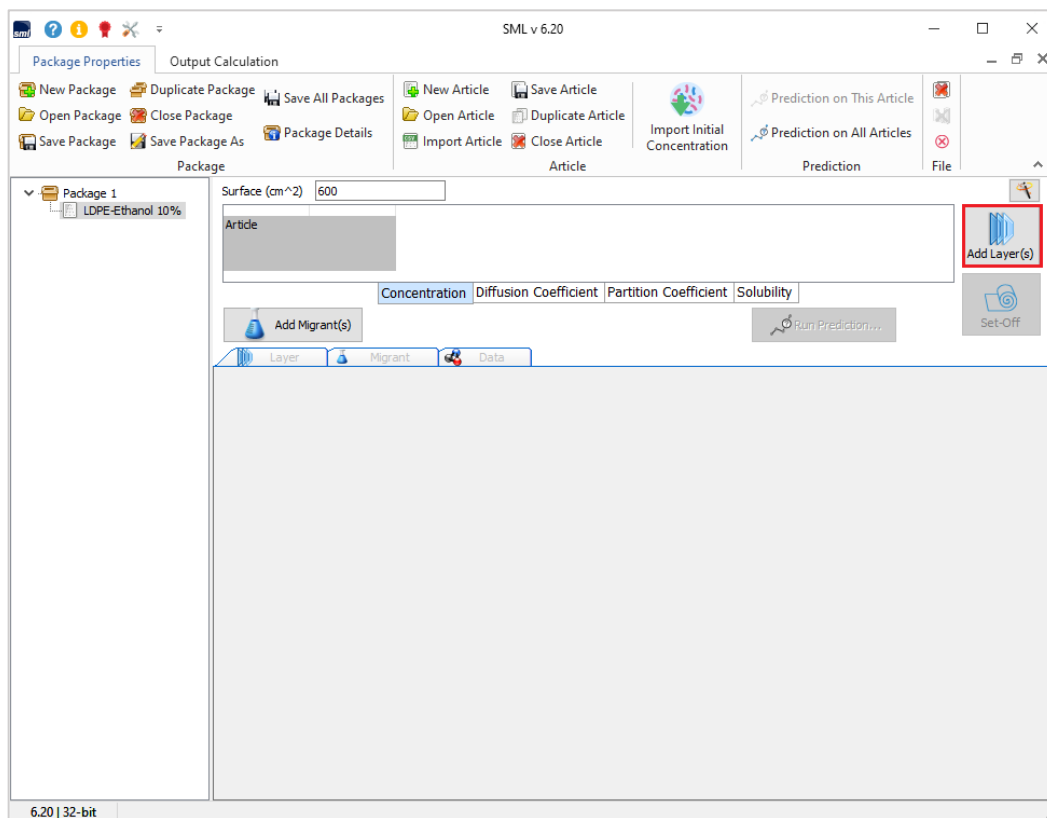 sml
SML v 6.20
Package Properties Output Calculation
New Package Duplicate Package Save All Packages New Article Save Article Prediction on This Article
Open Package Close Package Open Article Duplicate Article Import Initial Concentration
Save Package Save Package As Package Details Import Article Close Article Prediction on All Articles
Package Article Prediction File
Package 1
LDPE-Ethanol 10%
Surface (cm^2) 600
Article
Add Layer(s)
Concentration Diffusion Coefficient Partition Coefficient Solubility
Add Migrant(s) Run Prediction... Set-Off
Layer Migrant Data
6.20 | 32-bit